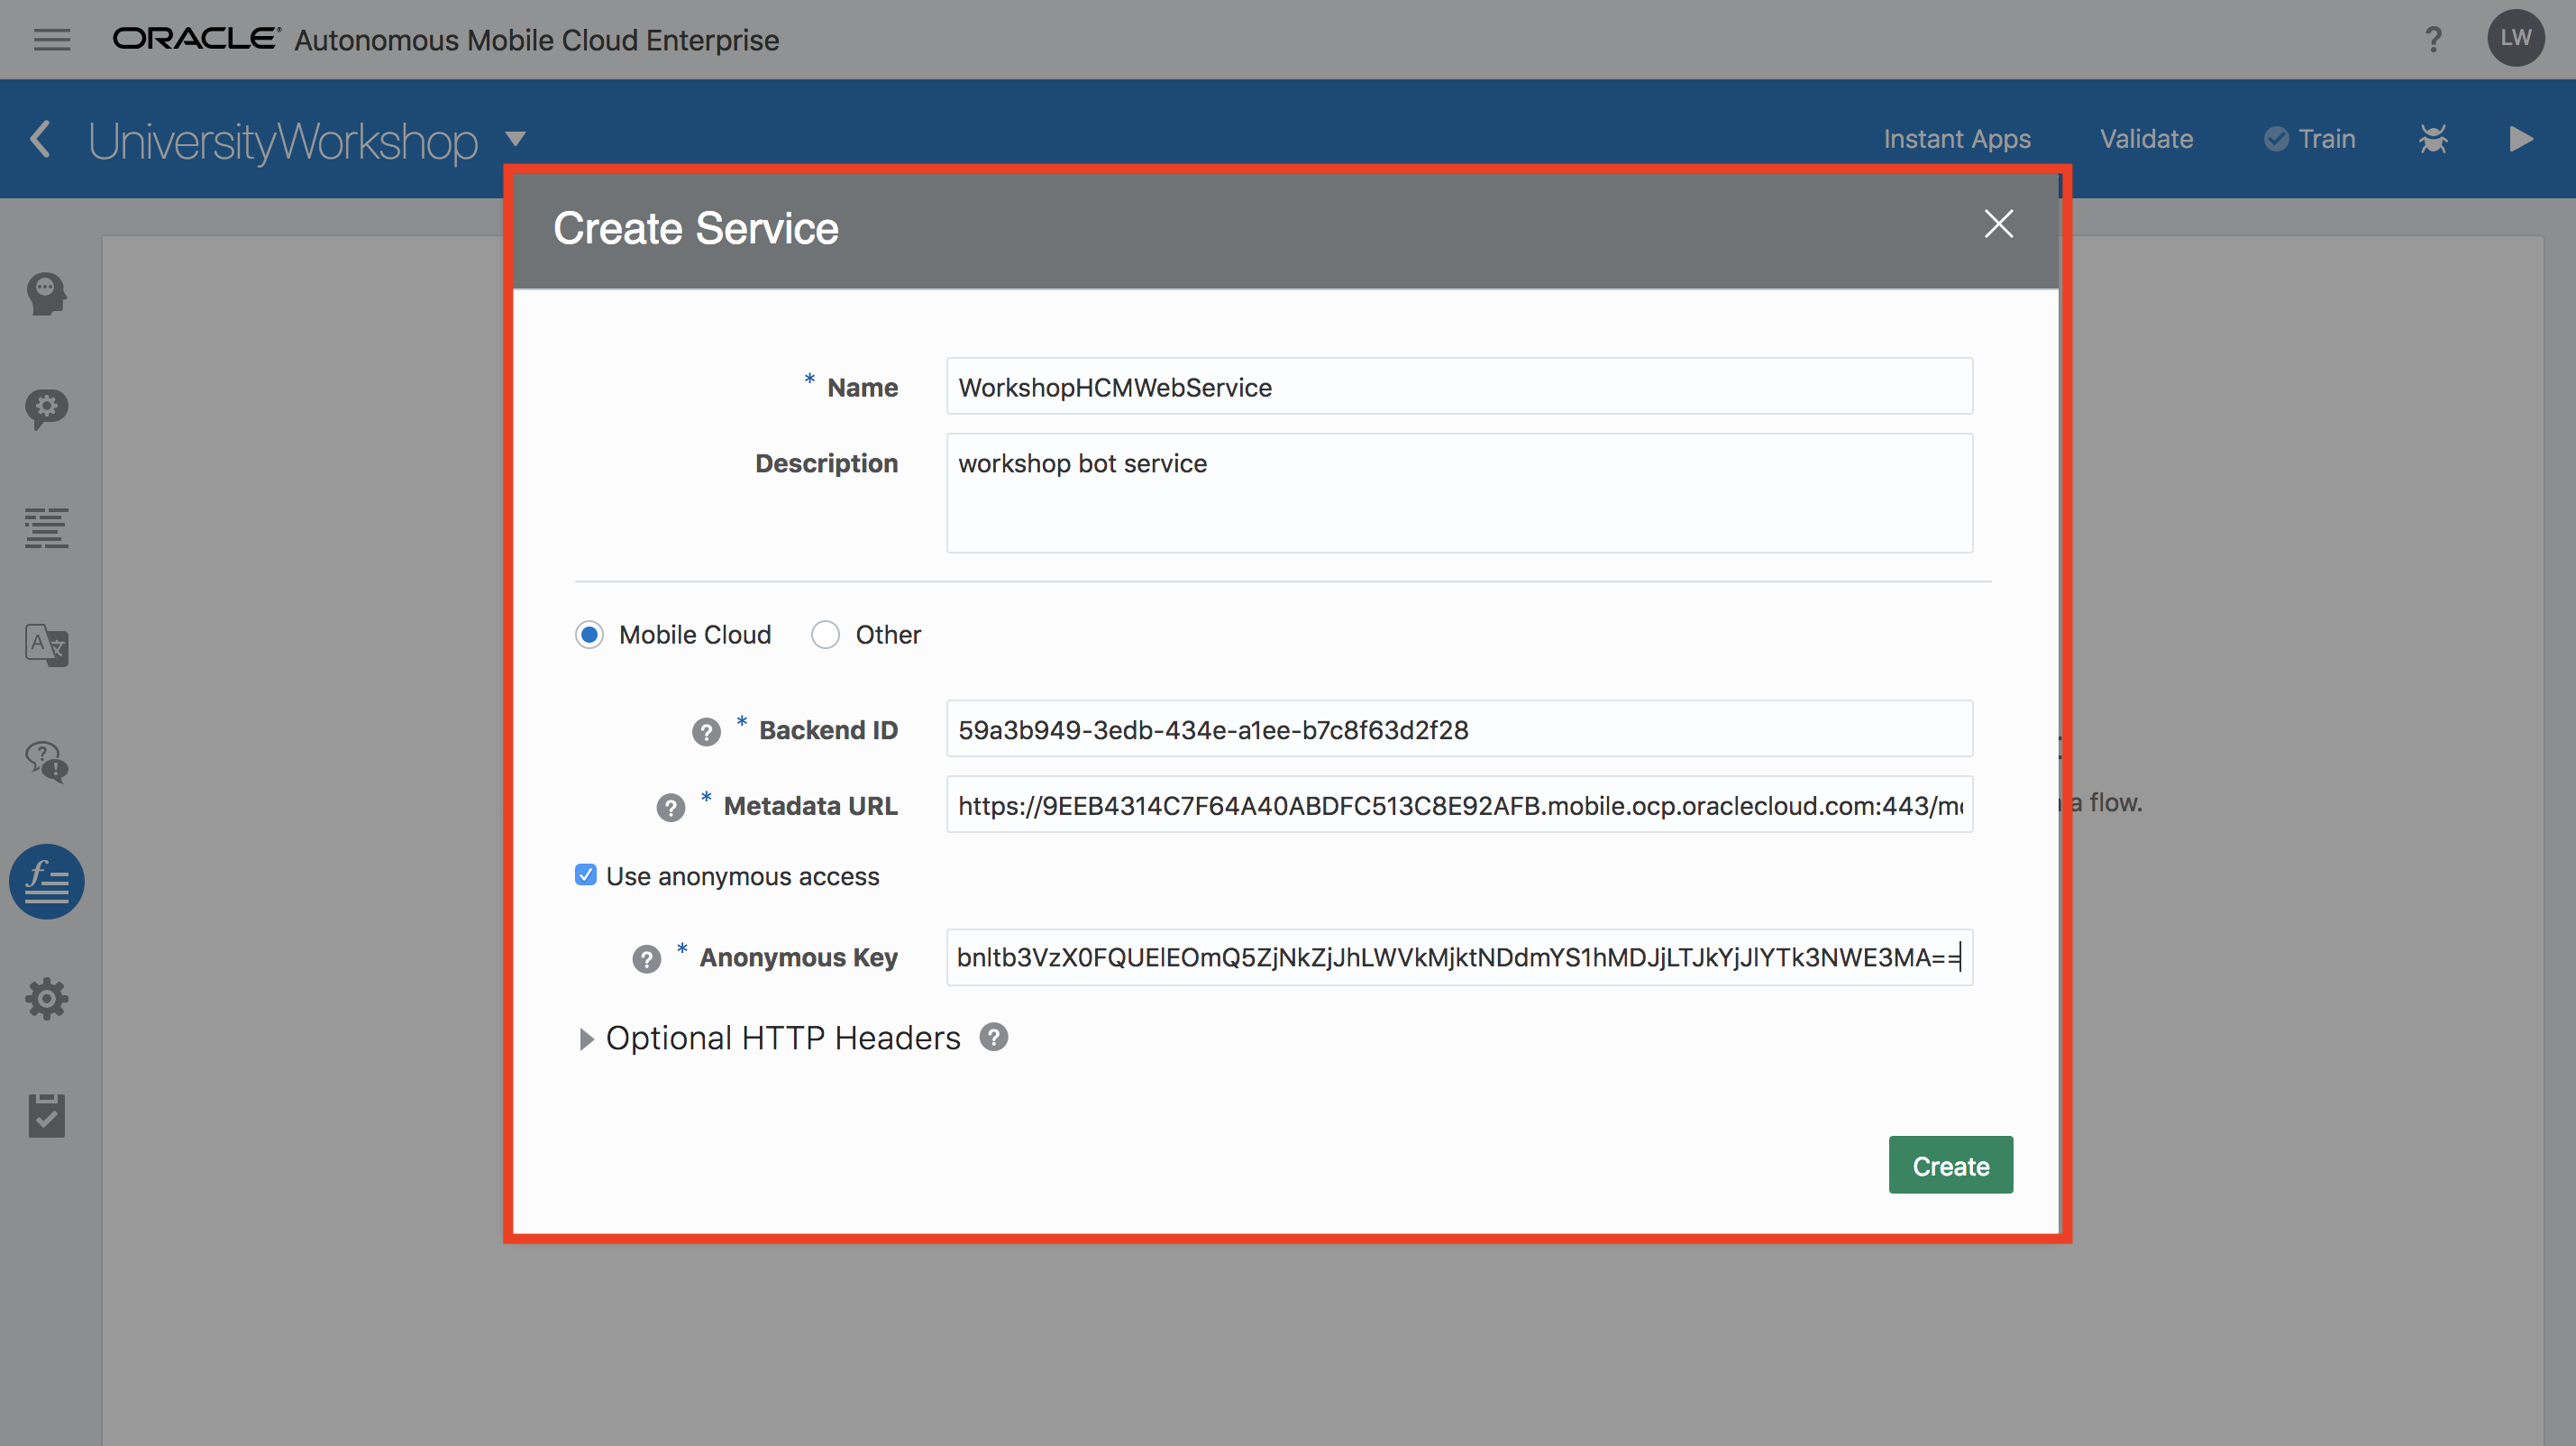 ORACLE® Autonomous Mobile Cloud Enterprise
? LW
UniversityWorkshop
Instant Apps Validate Train
Create Service
* Name WorkshopHCMWebService
Description workshop bot service
Mobile Cloud Other
? * Backend ID 59a3b949-3edb-434e-a1ee-b7c8f63d2f28
? * Metadata URL https://9EEB4314C7F64A40ABDFC513C8E92AFB.mobile.ocp.oraclecloud.com:443/m
a flow.
Use anonymous access
? * Anonymous Key bnltb3VzX0FQUElEOmQ5ZjNkZjJhLWVkMjktNDdmYS1hMDJjLTJkYjJlYTk3NWE3MA==
Optional HTTP Headers ?
Create